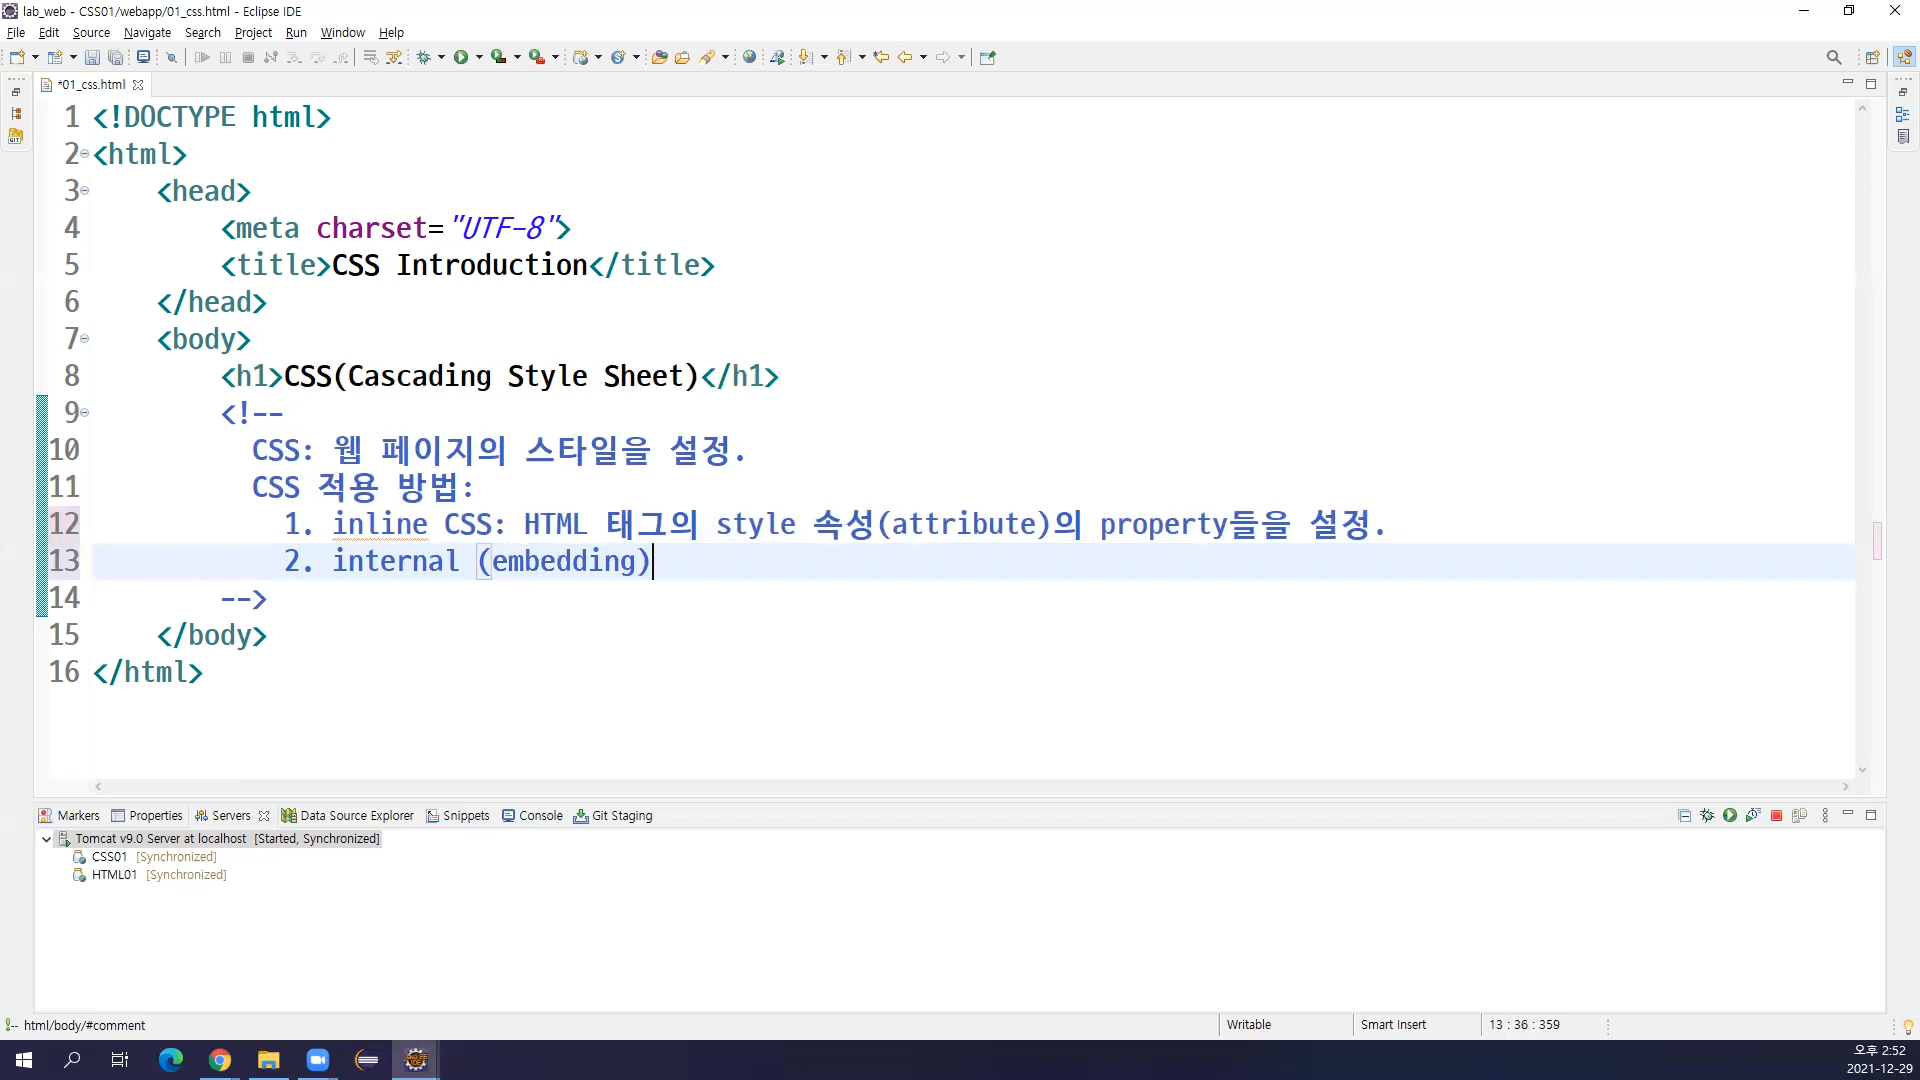 lab_web - CSS01/webapp/01_css.html - Eclipse IDE
File Edit Source Navigate Search Project Run Window Help
*01_css.html
1 <!DOCTYPE html>
2 <html>
3 <head>
4 <meta charset="UTF-8">
5 <title>CSS Introduction</title>
6 </head>
7 <body>
8 <h1>CSS(Cascading Style Sheet)</h1>
9 <!--
10 CSS: 웹 페이지의 스타일을 설정.
11 CSS 적용 방법:
12 1. inline CSS: HTML 태그의 style 속성(attribute)의 property들을 설정.
13 2. internal (embedding)
14 -->
15 </body>
16 </html>
Markers Properties Servers Data Source Explorer Snippets Console Git Staging
Tomcat v9.0 Server at localhost [Started, Synchronized]
CSS01 [Synchronized]
HTML01 [Synchronized]
html/body/#comment Writable Smart Insert 13 : 36 : 359
오후 2:52
2021-12-29